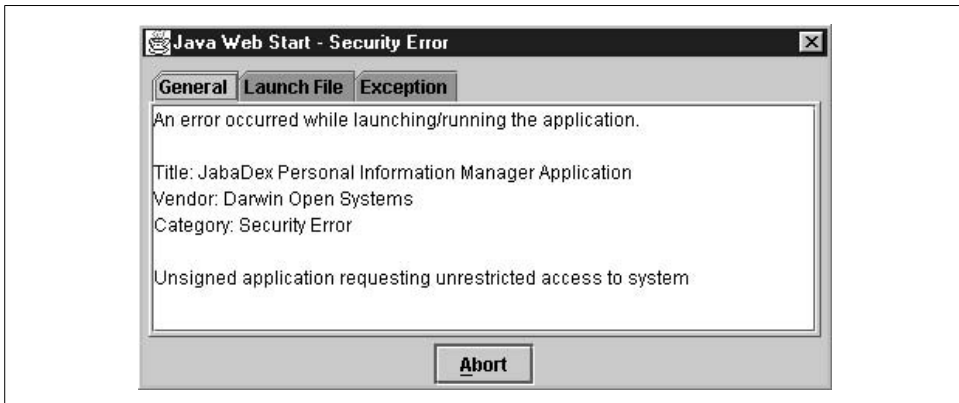 Java Web Start - Security Error
General Launch File Exception
An error occurred while launching/running the application.
Title: JabaDex Personal Information Manager Application
Vendor: Darwin Open Systems
Category: Security Error
Unsigned application requesting unrestricted access to system
Abort